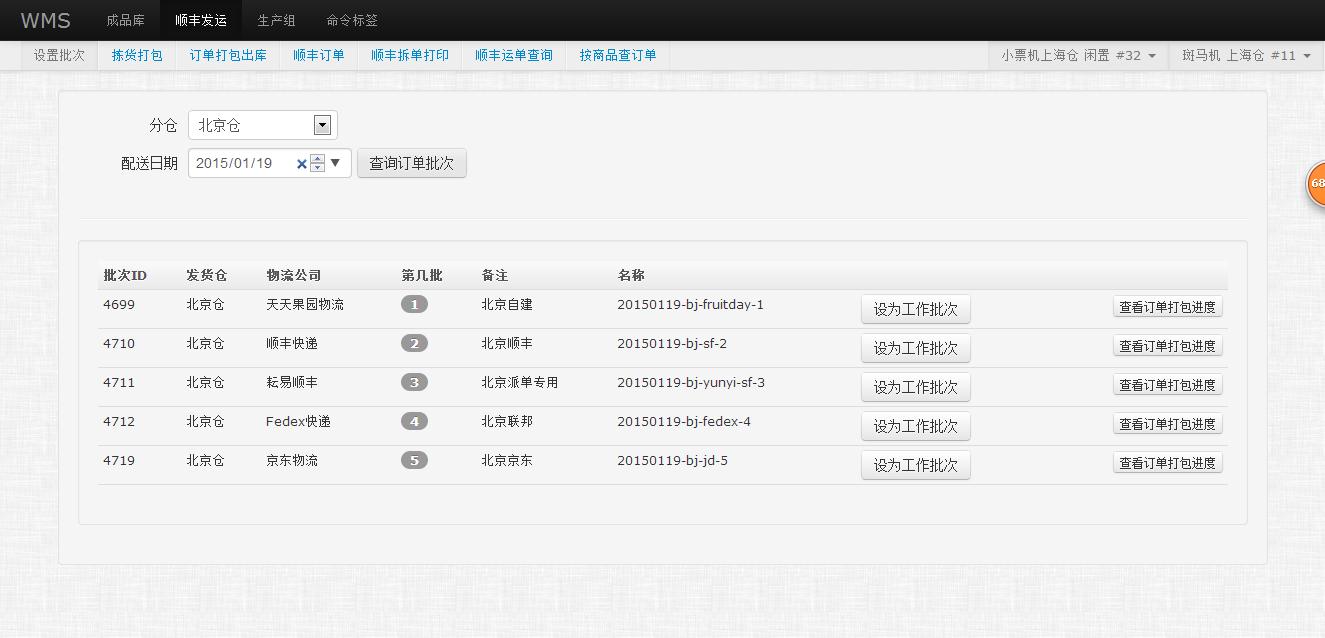 WMS 成品库 顺丰发运 生产组 命令标签
设置批次 拣货打包 订单打包出库 顺丰订单 顺丰拆单打印 顺丰运单查询 按商品查订单 小票机上海仓 闲置 #32 斑马机 上海仓 #11
分仓 北京仓
配送日期 2015/01/19 查询订单批次
68
批次ID 发货仓 物流公司 第几批 备注 名称
4699 北京仓 天天果园物流 1 北京自建 20150119-bj-fruitday-1 设为工作批次 查看订单打包进度
4710 北京仓 顺丰快递 2 北京顺丰 20150119-bj-sf-2 设为工作批次 查看订单打包进度
4711 北京仓 耘易顺丰 3 北京派单专用 20150119-bj-yunyi-sf-3 设为工作批次 查看订单打包进度
4712 北京仓 Fedex快递 4 北京联邦 20150119-bj-fedex-4 设为工作批次 查看订单打包进度
4719 北京仓 京东物流 5 北京京东 20150119-bj-jd-5 设为工作批次 查看订单打包进度